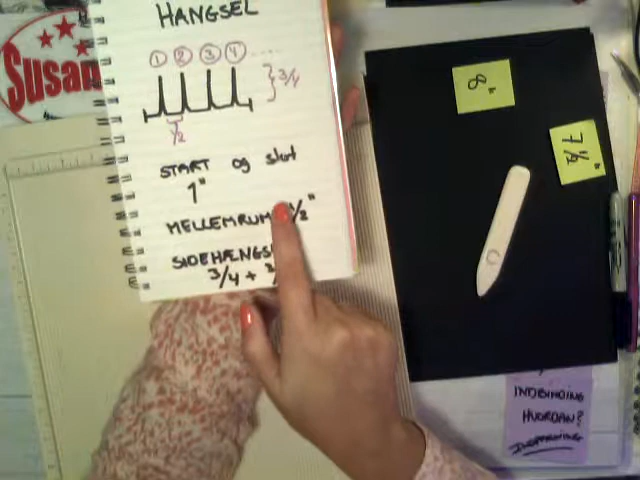 Susan
HANGSEL
1 2 3 4 .....
3/4
1/2
START og slut
1"
MELLEMRUM 1/2"
SIDEHÆNGS
3/4 +
8"
7 1/2"
INDBINDING
HVORDAN?